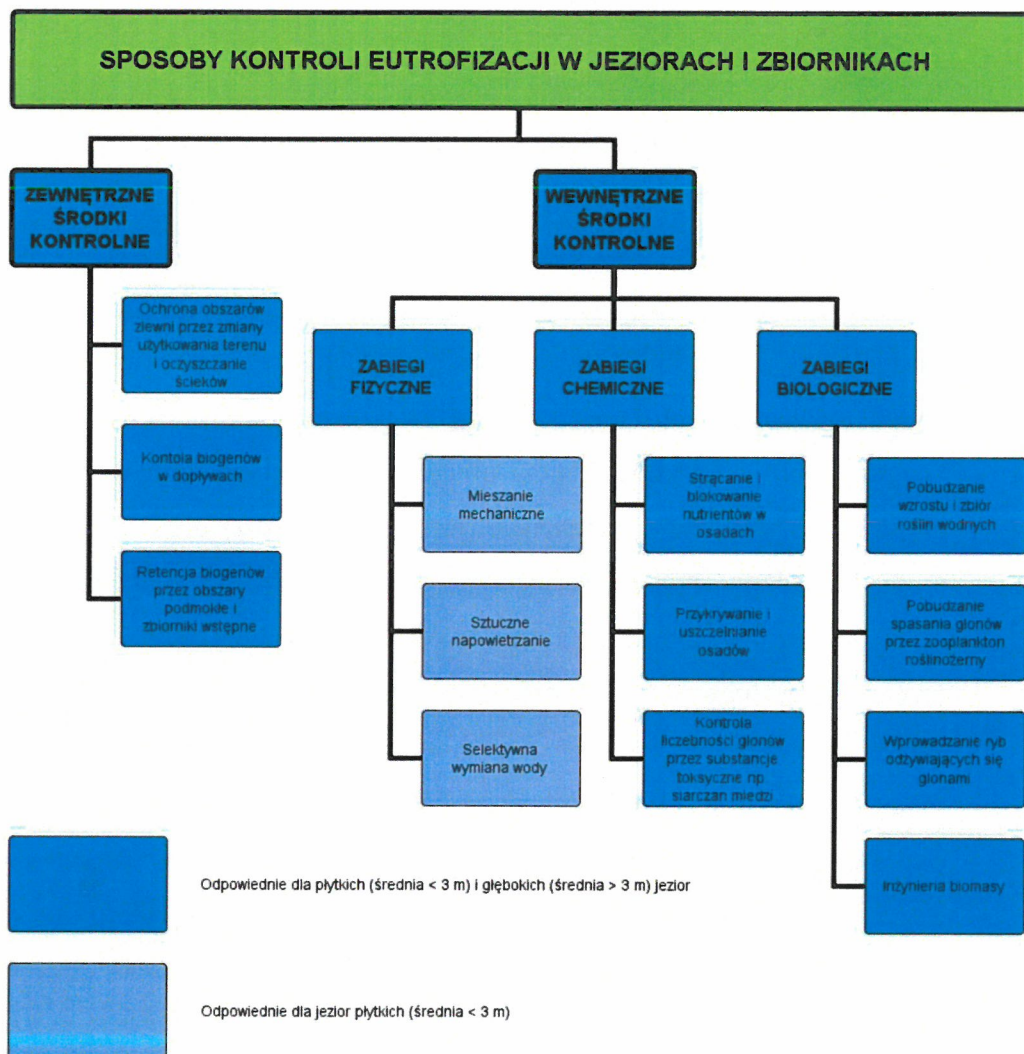 SPOSOBY KONTROLI EUTROFIZACJI W JEZIORACH I ZBIORNIKACH
ZEWNĘTRZNE
ŚRODKI
KONTROLNE
Ochrona obszarów
zlewni przez zmiany
użytkowania terenu
i oczyszczanie
ścieków
Kontola biogenów
w dopływach
Retencja biogenów
przez obszary
podmokłe i
zbiorniki wstępne
WEWNĘTRZNE
ŚRODKI
KONTROLNE
ZABIEGI
FIZYCZNE
Mieszanie
mechaniczne
Sztuczne
napowietrzanie
Selektywna
wymiana wody
ZABIEGI
CHEMICZNE
Strącanie i
blokowanie
nutrientów w
osadach
Przykrywanie i
uszczelnianie
osadów
Kontrola
liczebności glonów
przez substancje
toksyczne np
siarczan miedzi
ZABIEGI
BIOLOGICZNE
Pobudzanie
wzrostu i zbiór
roślin wodnych
Pobudzanie
spasania glonów
przez zooplankton
roślinożerny
Wprowadzanie ryb
odżywiających się
glonami
Inżynieria biomasy
Odpowiednie dla płytkich (średnia < 3 m) i głębokich (średnia > 3 m) jezior
Odpowiednie dla jezior płytkich (średnia < 3 m)